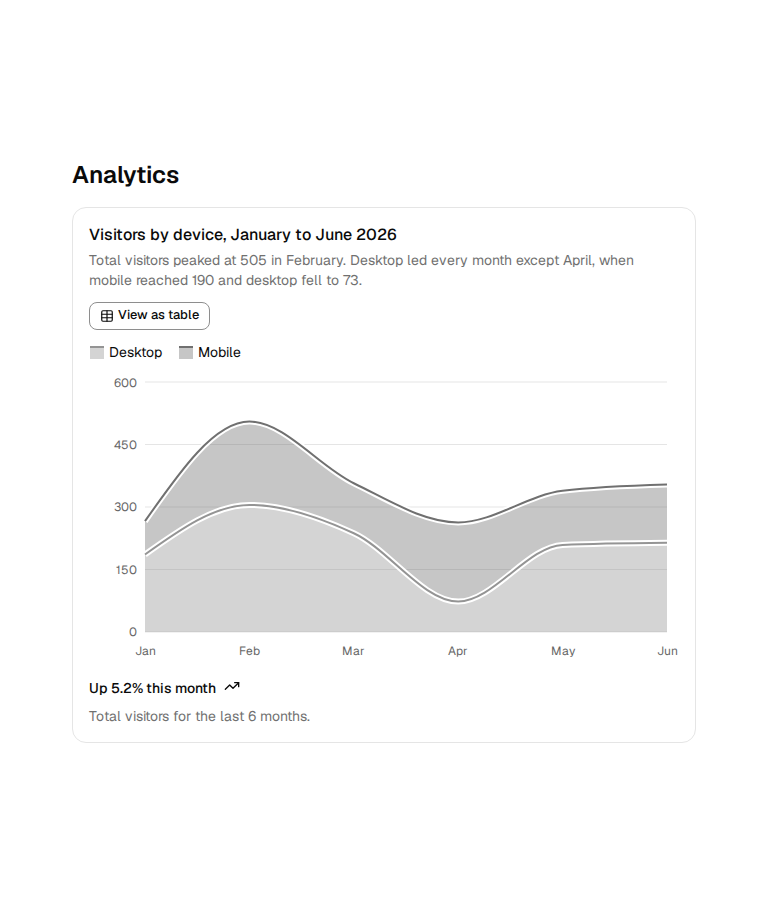 Analytics
Visitors by device, January to June 2026
Total visitors peaked at 505 in February. Desktop led every month except April, when
mobile reached 190 and desktop fell to 73.
View as table
Desktop Mobile
600
450
300
150
0
Jan Feb Mar Apr May Jun
Up 5.2% this month
Total visitors for the last 6 months.